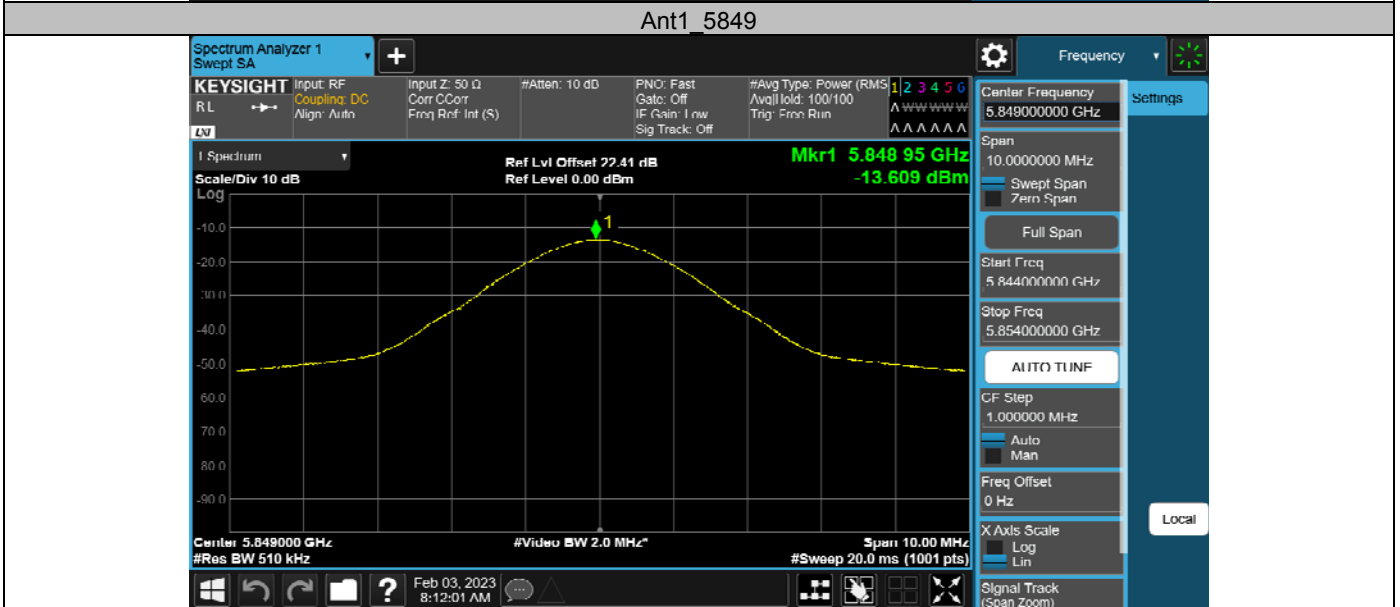 Ant1_5849
Spectrum Analyzer 1
Swept SA
+
Frequency
KEYSIGHT
RL
LXI
Input: RF
Coupling: DC
Align: Auto
Input Z: 50 Ω
Corr CCorr
Freq Ref: Int (S)
#Atten: 10 dB
PNO: Fast
Gate: Off
IF Gain: Low
Sig Track: Off
#Avg Type: Power (RMS
Avg|Hold: 100/100
Trig: Free Run
1 2 3 4 5 6
A W W W W W
A A A A A A
1 Spectrum
Scale/Div 10 dB
Log
Ref Lvl Offset 22.41 dB
Ref Level 0.00 dBm
Mkr1 5.848 95 GHz
-13.609 dBm
1
-10.0
-20.0
-30.0
-40.0
-50.0
-60.0
-70.0
-80.0
-90.0
Center 5.849000 GHz
#Res BW 510 kHz
#Video BW 2.0 MHz*
Span 10.00 MHz
#Sweep 20.0 ms (1001 pts)
Center Frequency
5.849000000 GHz
Span
10.0000000 MHz
Swept Span
Zero Span
Full Span
Start Freq
5.844000000 GHz
Stop Freq
5.854000000 GHz
AUTO TUNE
CF Step
1.000000 MHz
Auto
Man
Freq Offset
0 Hz
X Axis Scale
Log
Lin
Signal Track
(Span Zoom)
Settings
Local
?
Feb 03, 2023
8:12:01 AM